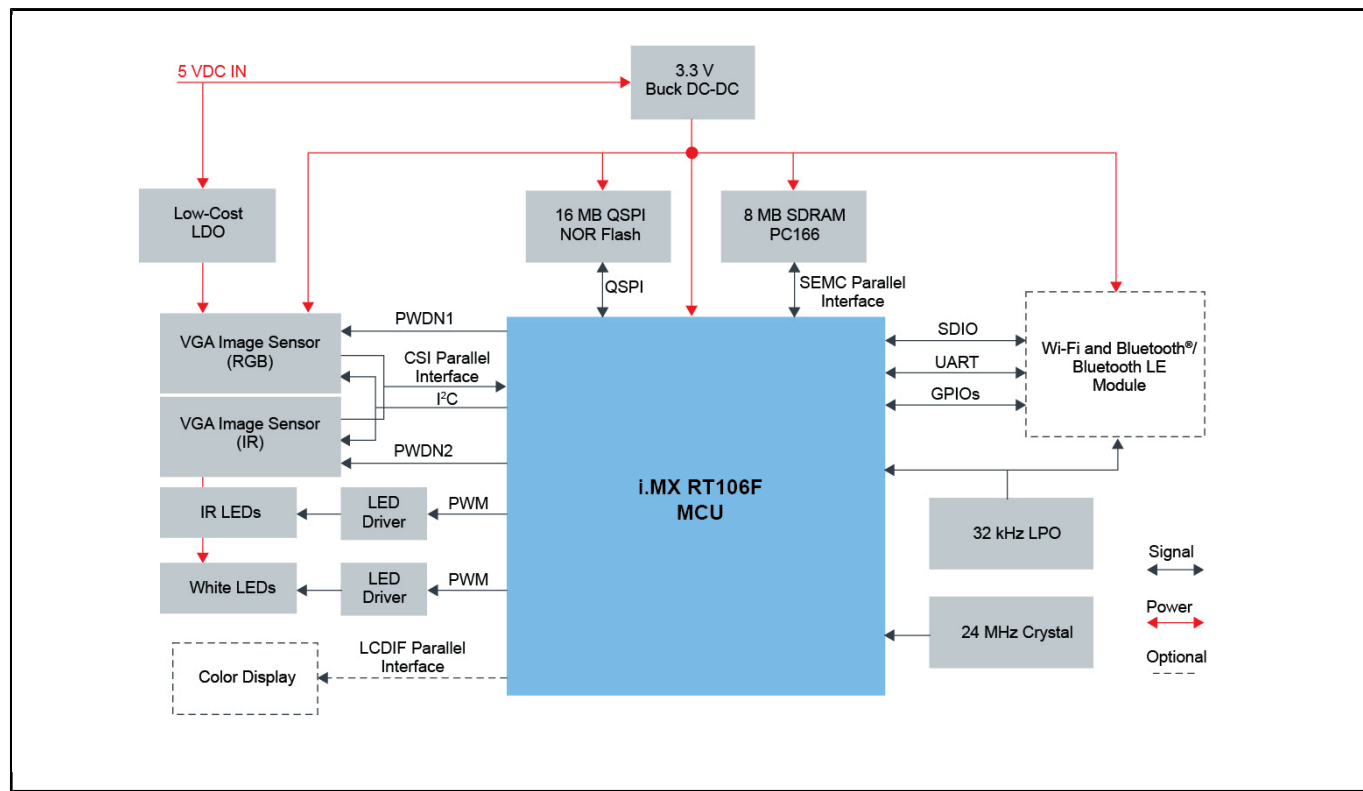 5 VDC IN
3.3 V
Buck DC-DC
Low-Cost
LDO
16 MB QSPI
NOR Flash
8 MB SDRAM
PC166
QSPI
SEMC Parallel
Interface
VGA Image Sensor
(RGB)
PWDN1
CSI Parallel
Interface
I²C
VGA Image Sensor
(IR)
PWDN2
i.MX RT106F
MCU
SDIO
UART
GPIOs
Wi-Fi and Bluetooth®/
Bluetooth LE
Module
IR LEDs
LED
Driver
PWM
32 kHz LPO
White LEDs
LED
Driver
PWM
24 MHz Crystal
Color Display
LCDIF Parallel
Interface
Signal
Power
Optional